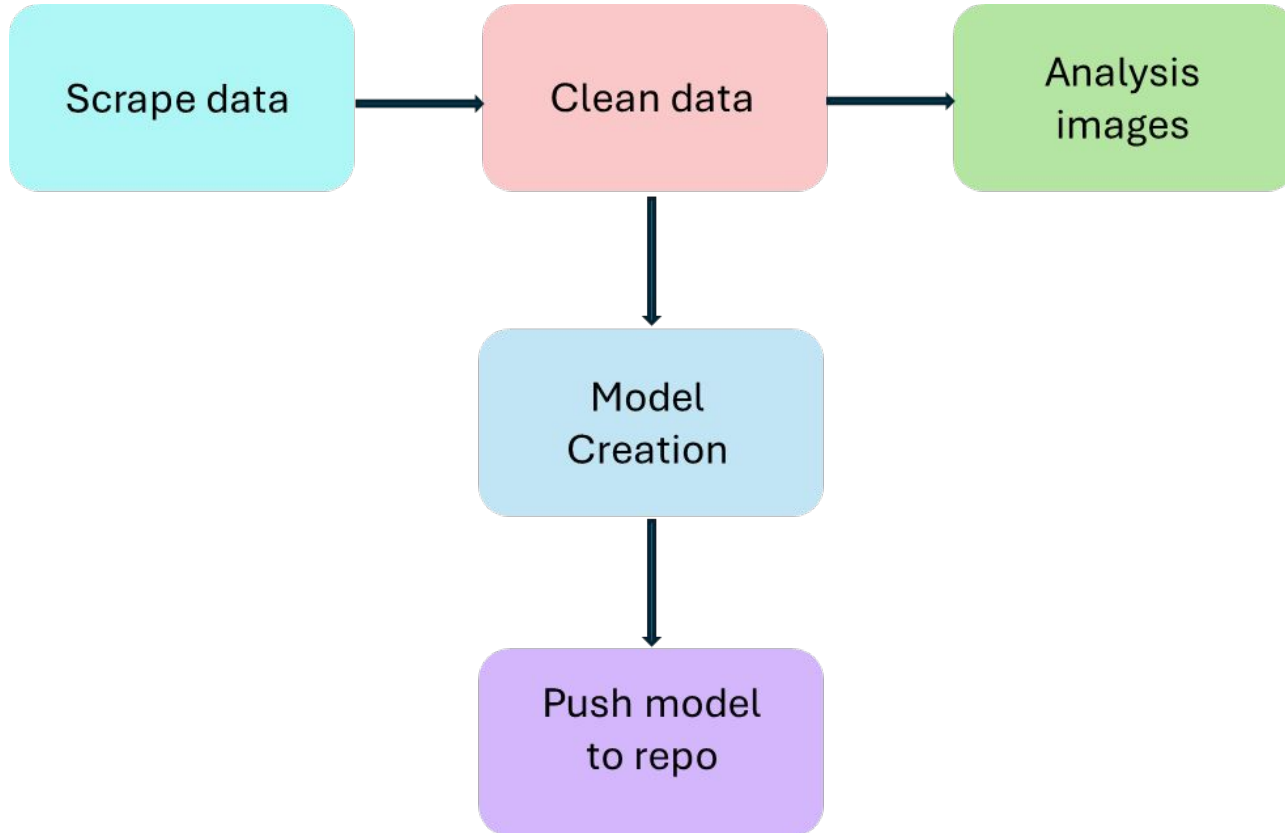 Scrape data
Clean data
Analysis
images
Model
Creation
Push model
to repo